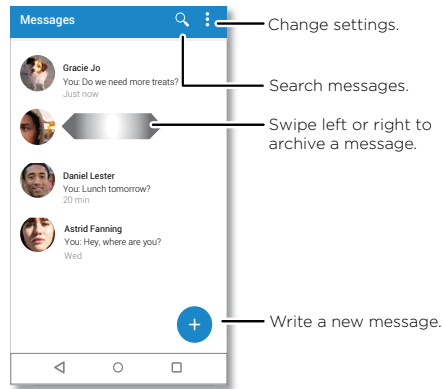 Messages
Change settings.
Gracie Jo
You: Do we need more treats?
Just now
Search messages.
Swipe left or right to
archive a message.
Daniel Lester
You: Lunch tomorrow?
20 min
Astrid Fanning
You: Hey, where are you?
Wed
Write a new message.